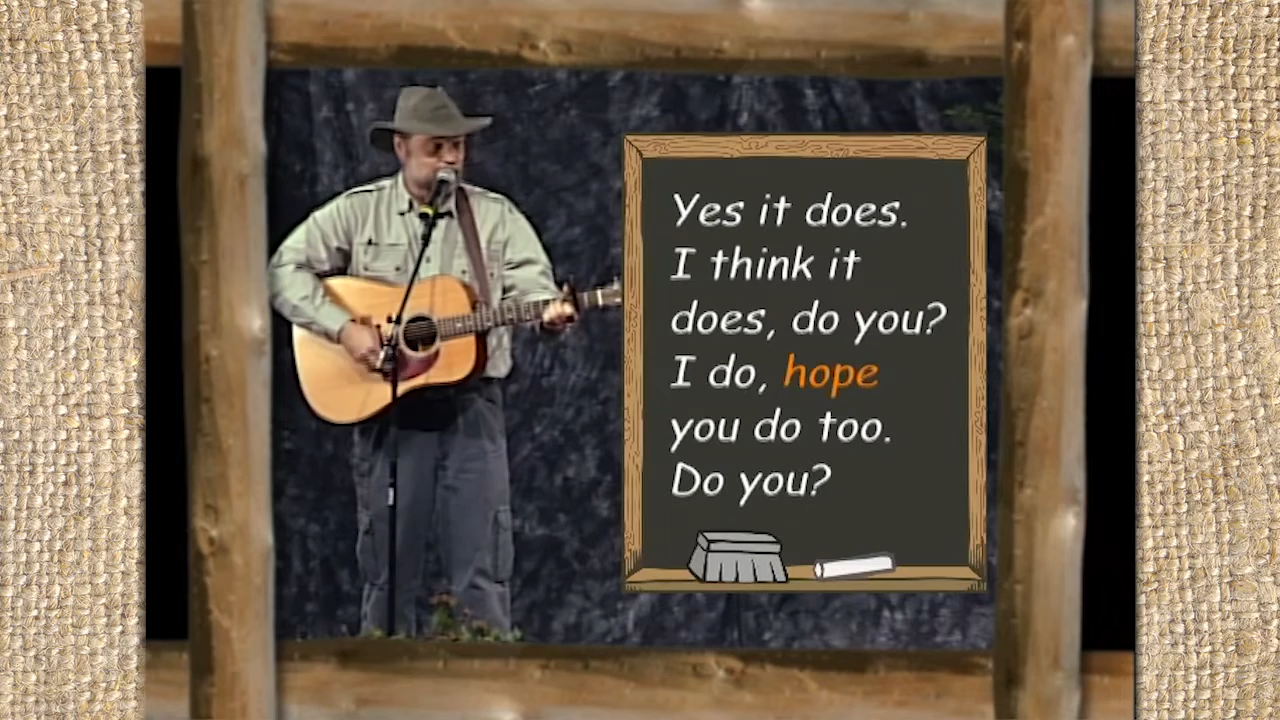 Yes it does.
I think it
does, do you?
I do, hope
you do too.
Do you?